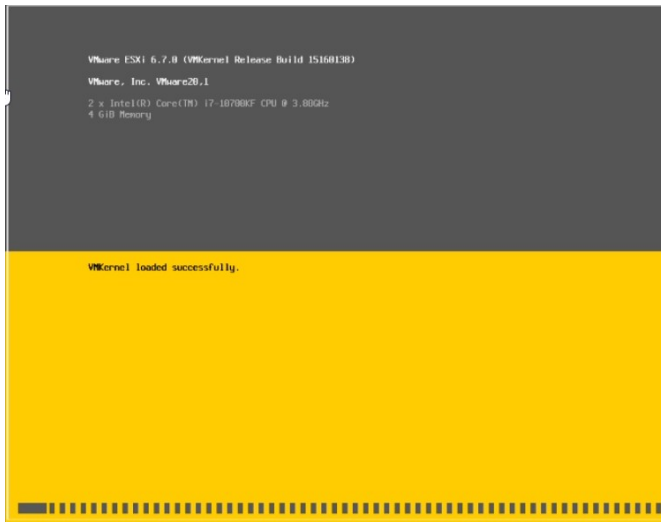 VMware ESXi 6.7.0 (VMKernel Release Build 15160138)
VMware, Inc. VMware20,1
2 x Intel(R) Core(TM) i7-10700KF CPU @ 3.80GHz
4 GiB Memory
VMKernel loaded successfully.